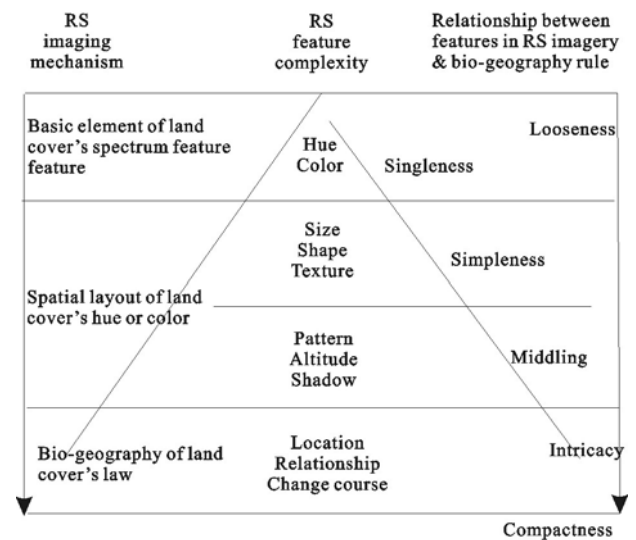 RS
imaging
mechanism
RS
feature
complexity
Relationship between
features in RS imagery
& bio-geography rule
Basic element of land
cover's spectrum feature
feature
Hue
Color
Singleness
Looseness
Spatial layout of land
cover's hue or color
Size
Shape
Texture
Simpleness
Pattern
Altitude
Shadow
Middling
Bio-geography of land
cover's law
Location
Relationship
Change course
Intricacy
Compactness